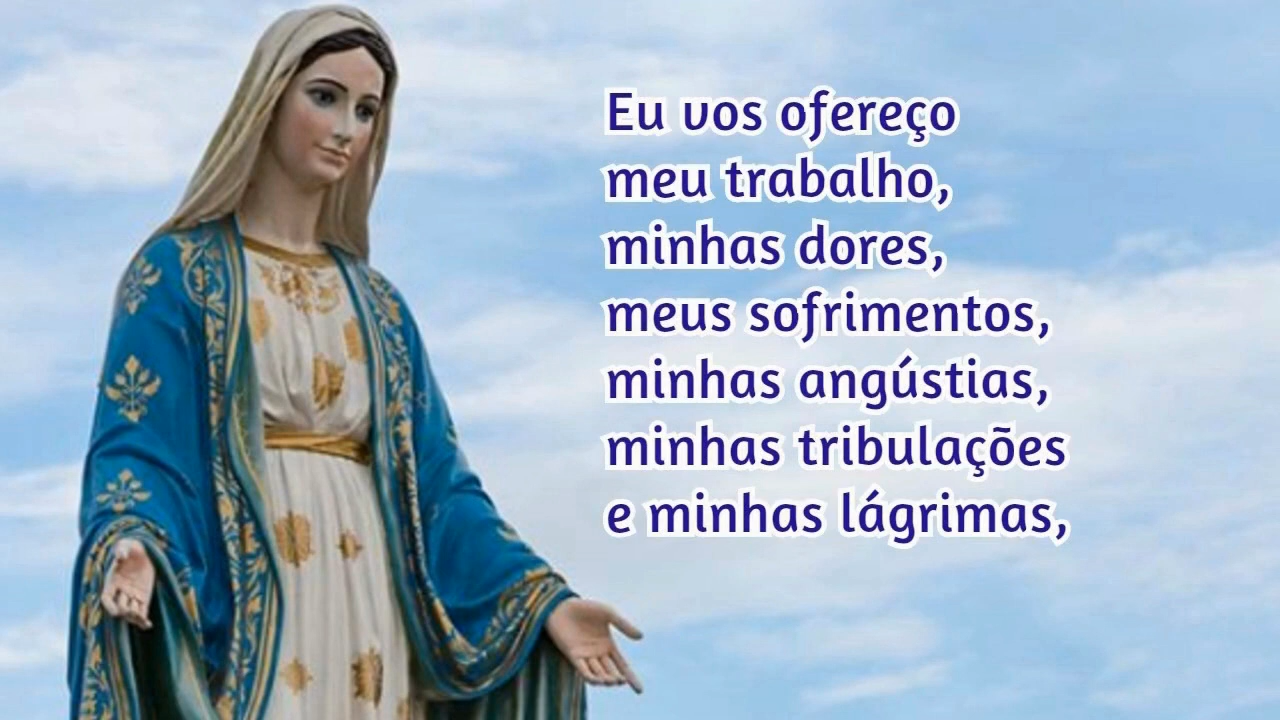 Eu vos ofereço
meu trabalho,
minhas dores,
meus sofrimentos,
minhas angústias,
minhas tribulações
e minhas lágrimas,